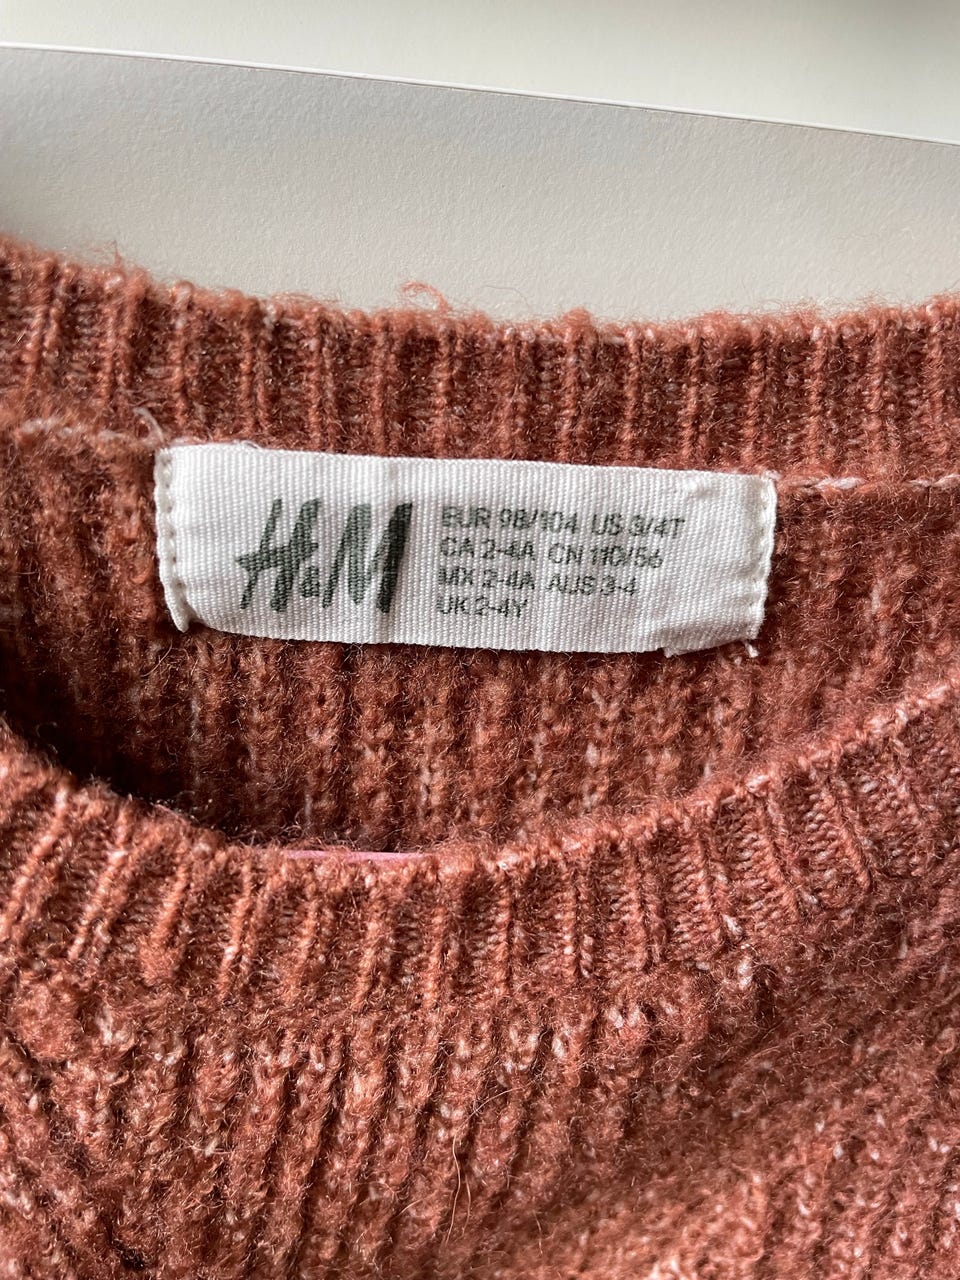 H&M
EUR 98/104 US 3/4T
CA 2-4A CN 110/56
MX 2-4A AUS 3-4
UK 2-4Y